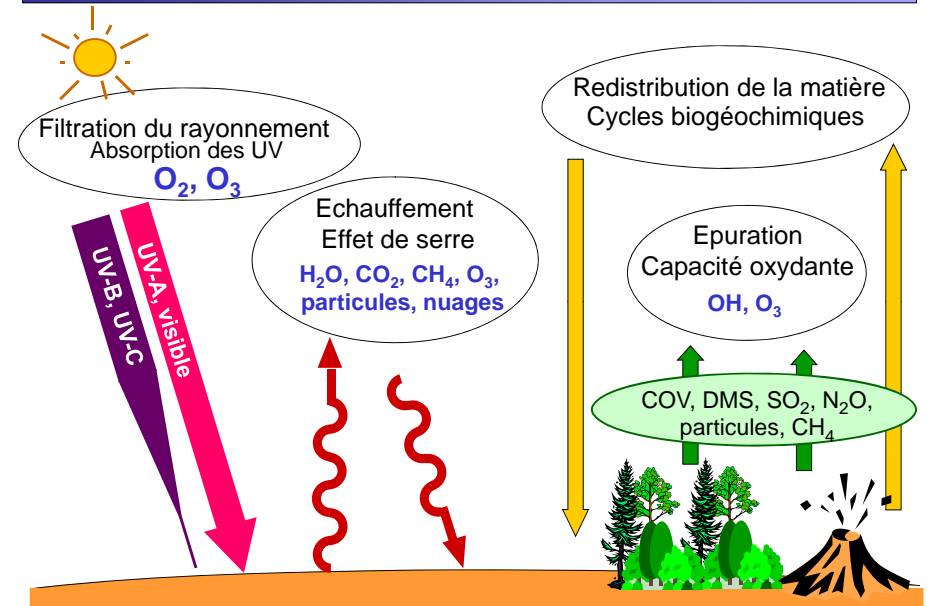 Filtration du rayonnement
Absorption des UV
O₂, O₃
UV-B, UV-C
UV-A, visible
Echauffement
Effet de serre
H₂O, CO₂, CH₄, O₃,
particules, nuages
Redistribution de la matière
Cycles biogéochimiques
Epuration
Capacité oxydante
OH, O₃
COV, DMS, SO₂, N₂O,
particules, CH₄